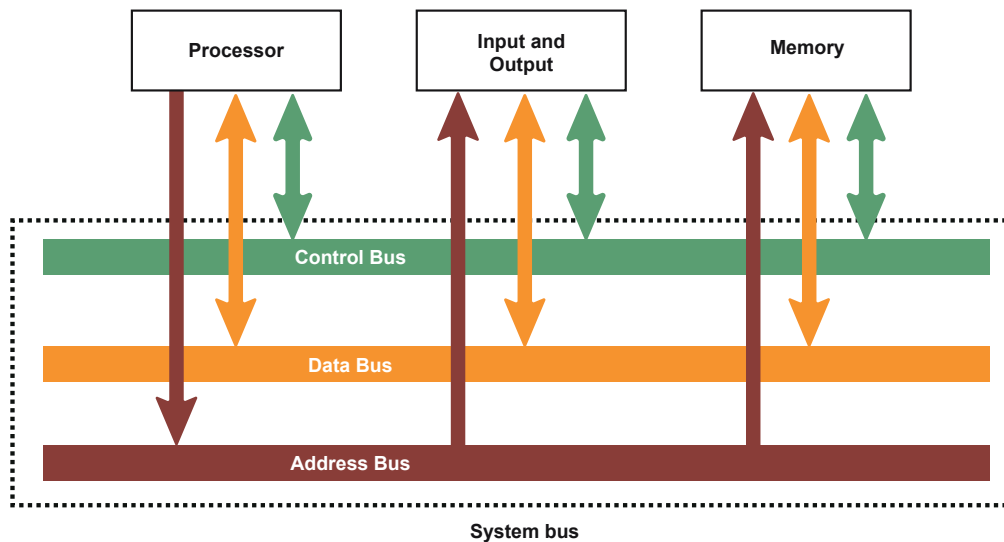 Processor
Input and
Output
Memory
Control Bus
Data Bus
Address Bus
System bus